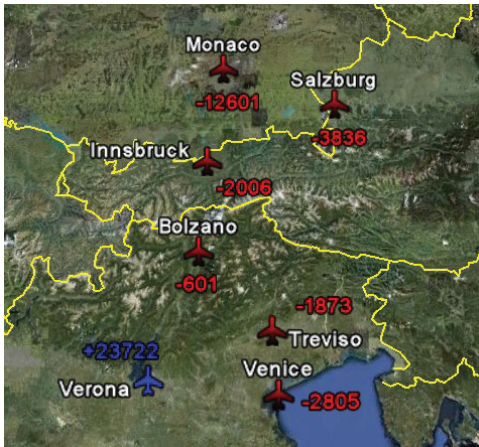 Monaco
-12601
Salzburg
-3836
Innsbruck
-2006
Bolzano
-601
-1873
Treviso
+23722
Verona
Venice
-2805